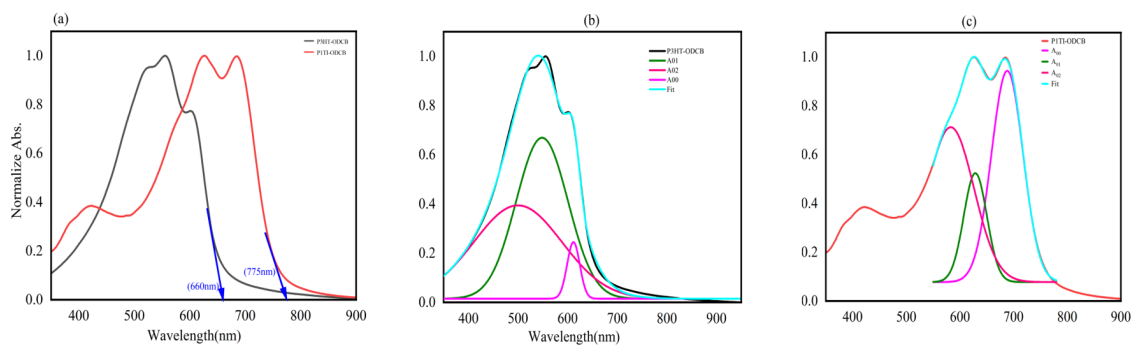 (a)
P3HT-ODCB
P1TI-ODCB
1.0
0.8
0.6
0.4
0.2
0.0
Normalize Abs.
(660nm)
(775nm)
400 500 600 700 800 900
Wavelength(nm)
(b)
P3HT-ODCB
A01
A02
A00
Fit
1.0
0.8
0.6
0.4
0.2
0.0
400 500 600 700 800 900
Wavelength(nm)
(c)
P1TI-ODCB
A00
A01
A02
Fit
1.0
0.8
0.6
0.4
0.2
0.0
400 500 600 700 800 900
Wavelength(nm)